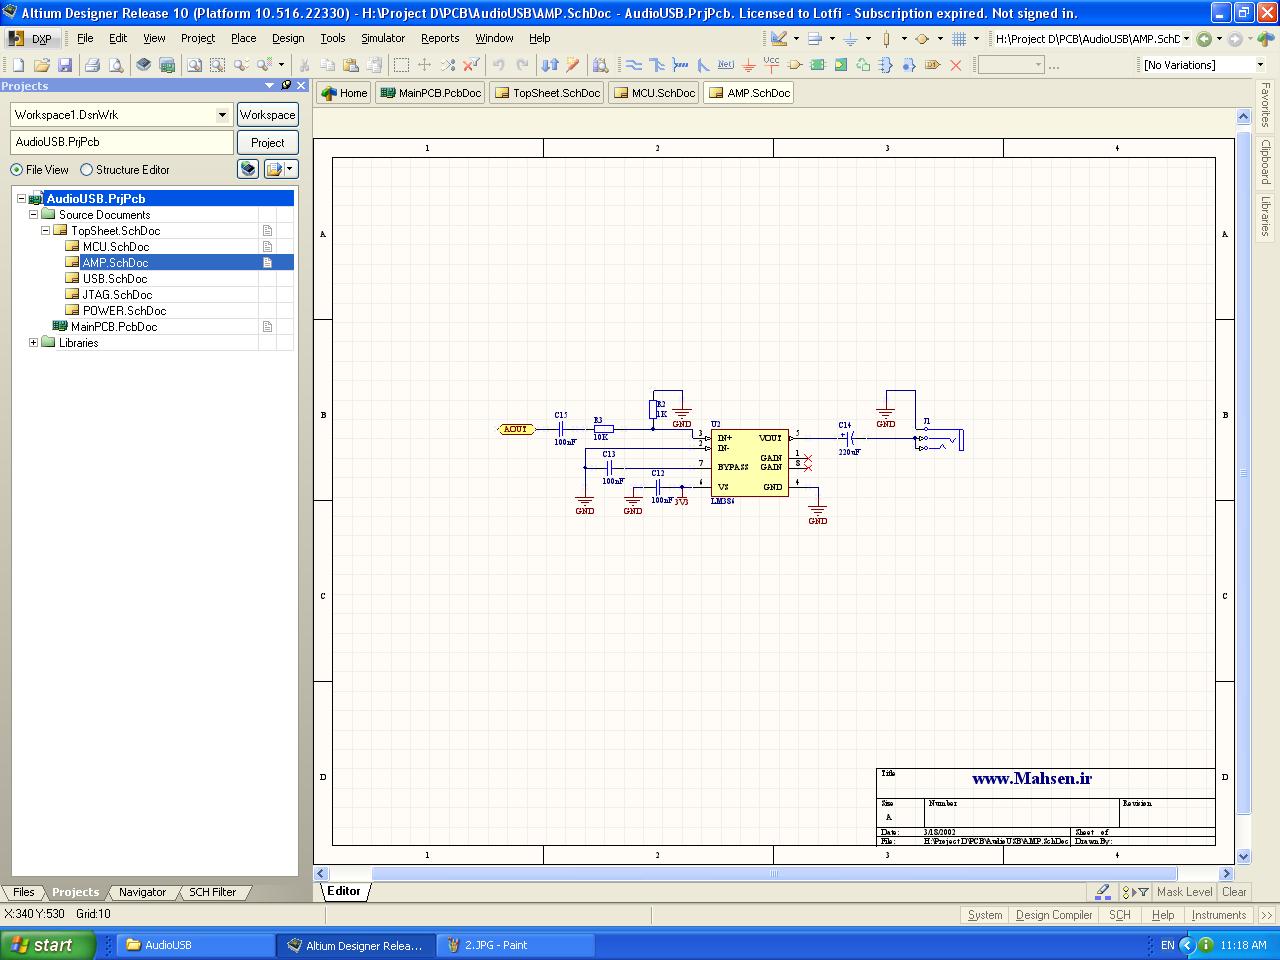 Altium Designer Release 10 (Platform 10.516.22330) - H:\Project D\PCB\AudioUSB\AMP.SchDoc - AudioUSB.PrjPcb. Licensed to Lotfi - Subscription expired. Not signed in.
DXP File Edit View Project Place Design Tools Simulator Reports Window Help H:\Project D\PCB\AudioUSB\AMP.SchD
Net Vcc ... [No Variations]
Projects
Home MainPCB.PcbDoc TopSheet.SchDoc MCU.SchDoc AMP.SchDoc
Workspace1.DsnWrk Workspace
AudioUSB.PrjPcb Project
File View Structure Editor
AudioUSB.PrjPcb
Source Documents
TopSheet.SchDoc
MCU.SchDoc
AMP.SchDoc
USB.SchDoc
JTAG.SchDoc
POWER.SchDoc
MainPCB.PcbDoc
Libraries
Favorites
Clipboard
Libraries
1 2 3 4
A A
B B
C C
D D
AOUT
C15
100nF
R3
10K
R2
1K
GND
C13
100nF
C12
100nF
GND
GND
3V3
U2
3 IN+ VOUT 5
2 IN-
GAIN 1
7 BYPASS GAIN 8
6 VS GND 4
LM386
GND
C14
+
220uF
GND
J1
Title
www.Mahsen.ir
Size Number Revision
A
Date: 3/18/2002 Sheet of
File: H:\Project D\PCB\AudioUSB\AMP.SchDoc Drawn By:
1 2 3 4
Files Projects Navigator SCH Filter
Editor Mask Level Clear
X:340 Y:530 Grid:10
System Design Compiler SCH Help Instruments >>
start AudioUSB Altium Designer Relea... 2.JPG - Paint EN 11:18 AM